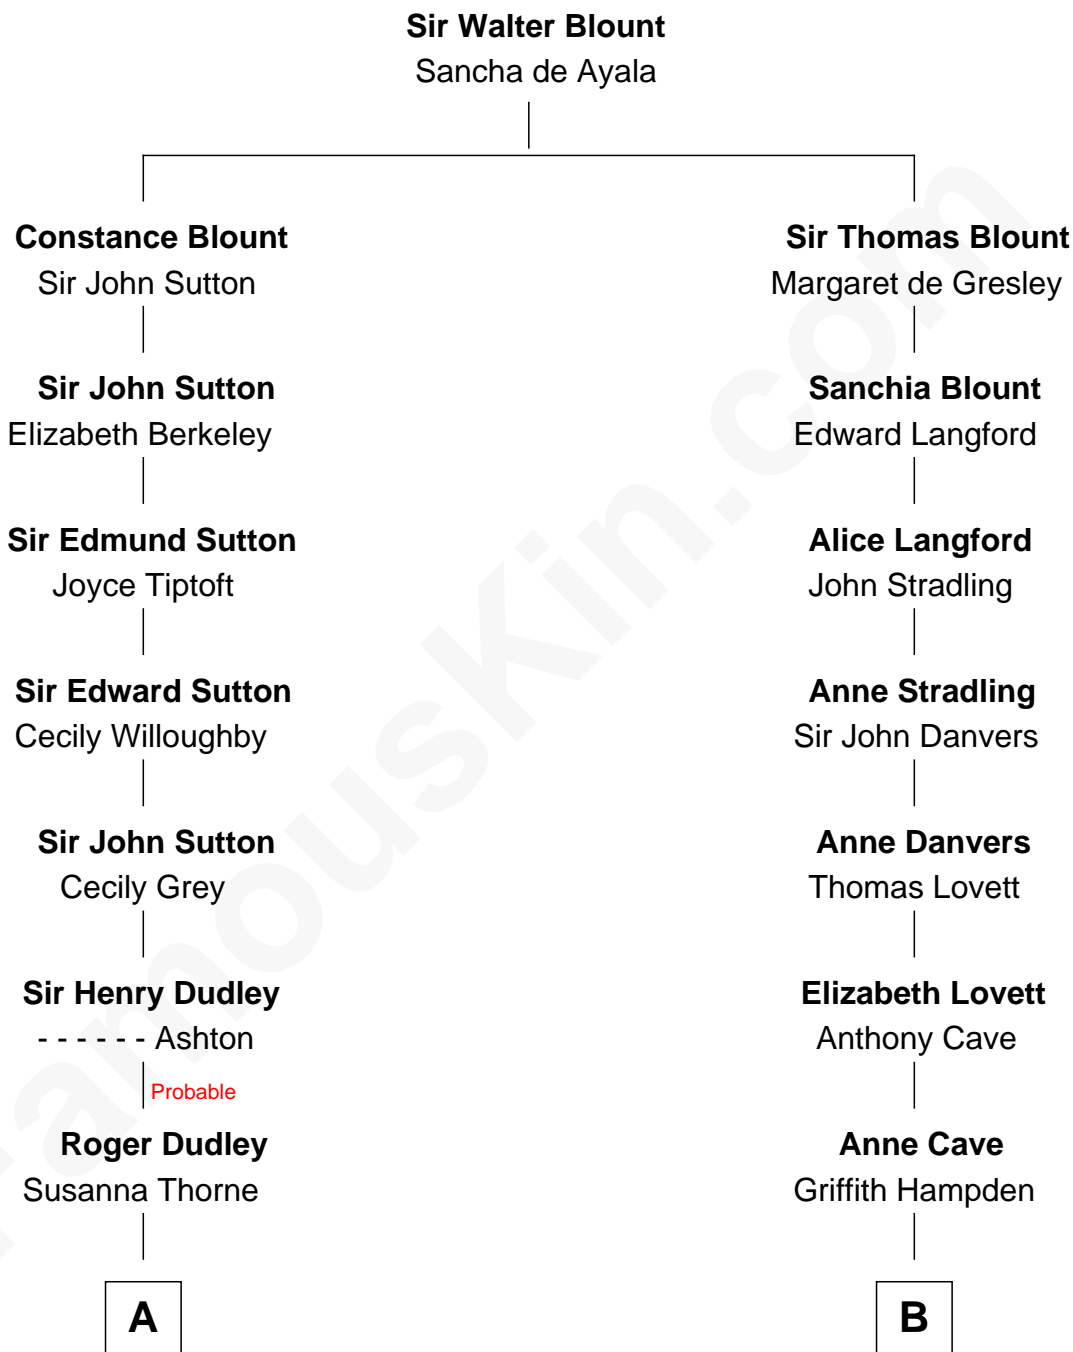 Sir Walter Blount
Sancha de Ayala
Constance Blount
Sir John Sutton
Sir Thomas Blount
Margaret de Gresley
Sir John Sutton
Elizabeth Berkeley
Sanchia Blount
Edward Langford
Sir Edmund Sutton
Joyce Tiptoft
Alice Langford
John Stradling
Sir Edward Sutton
Cecily Willoughby
Anne Stradling
Sir John Danvers
Sir John Sutton
Cecily Grey
Anne Danvers
Thomas Lovett
Sir Henry Dudley
- - - - - - Ashton
Elizabeth Lovett
Anthony Cave
Probable
Roger Dudley
Susanna Thorne
Anne Cave
Griffith Hampden
A
B
FamousKin.com